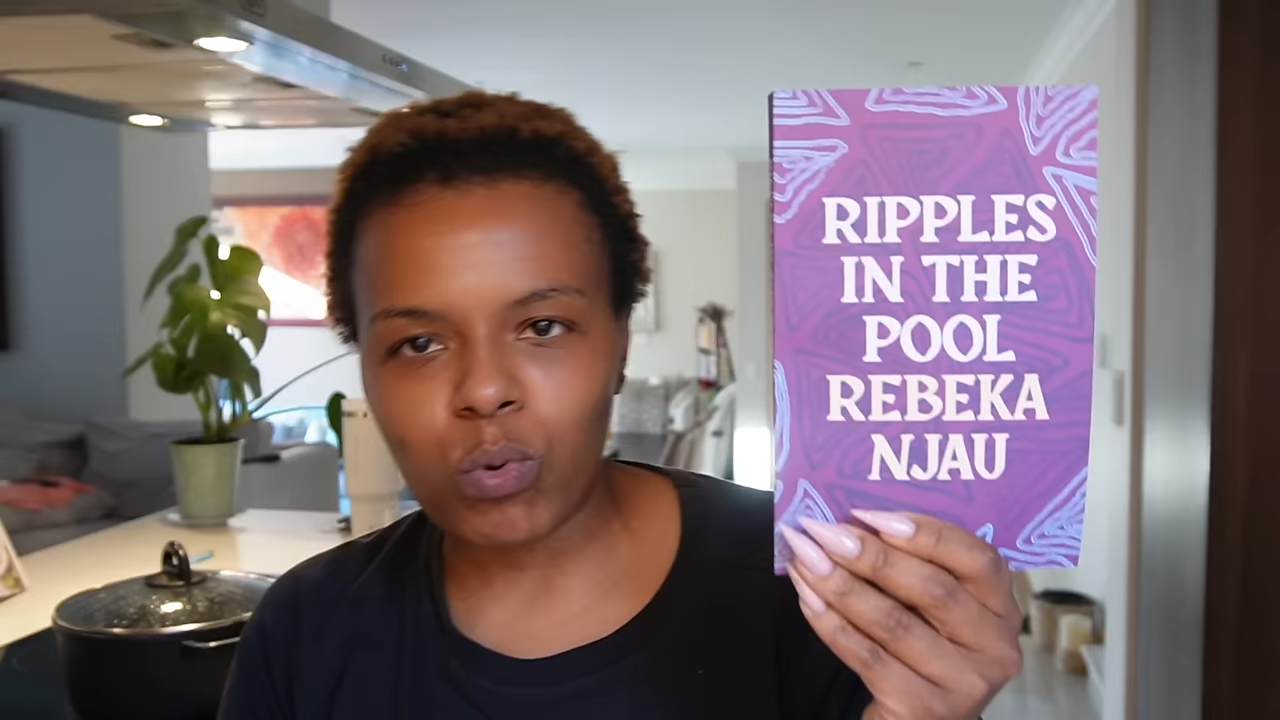 RIPPLES
IN THE
POOL
REBEKA
NJAU